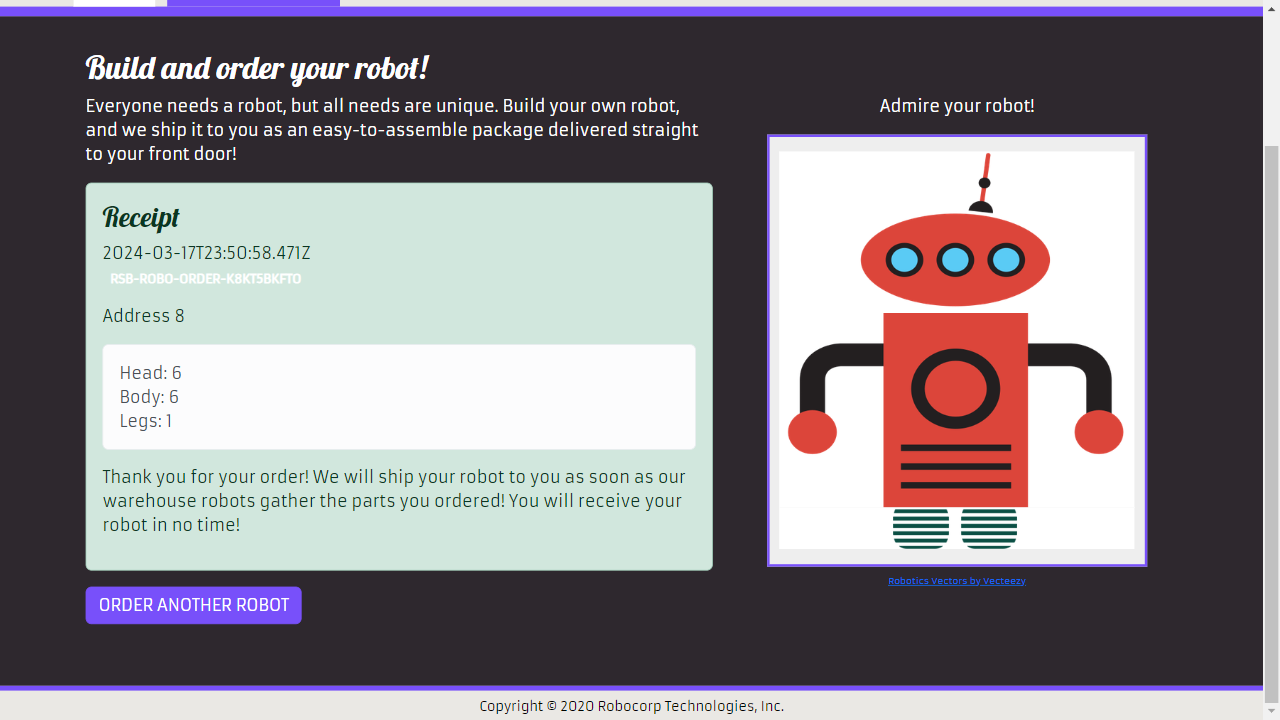 Build and order your robot!
Everyone needs a robot, but all needs are unique. Build your own robot,
and we ship it to you as an easy-to-assemble package delivered straight
to your front door!
Receipt
2024-03-17T23:50:58.471Z
RSB-ROBO-ORDER-K8KT5BKFTO
Address 8
Head: 6
Body: 6
Legs: 1
Thank you for your order! We will ship your robot to you as soon as our
warehouse robots gather the parts you ordered! You will receive your
robot in no time!
ORDER ANOTHER ROBOT
Admire your robot!
Robotics Vectors by Vecteezy
Copyright © 2020 Robocorp Technologies, Inc.